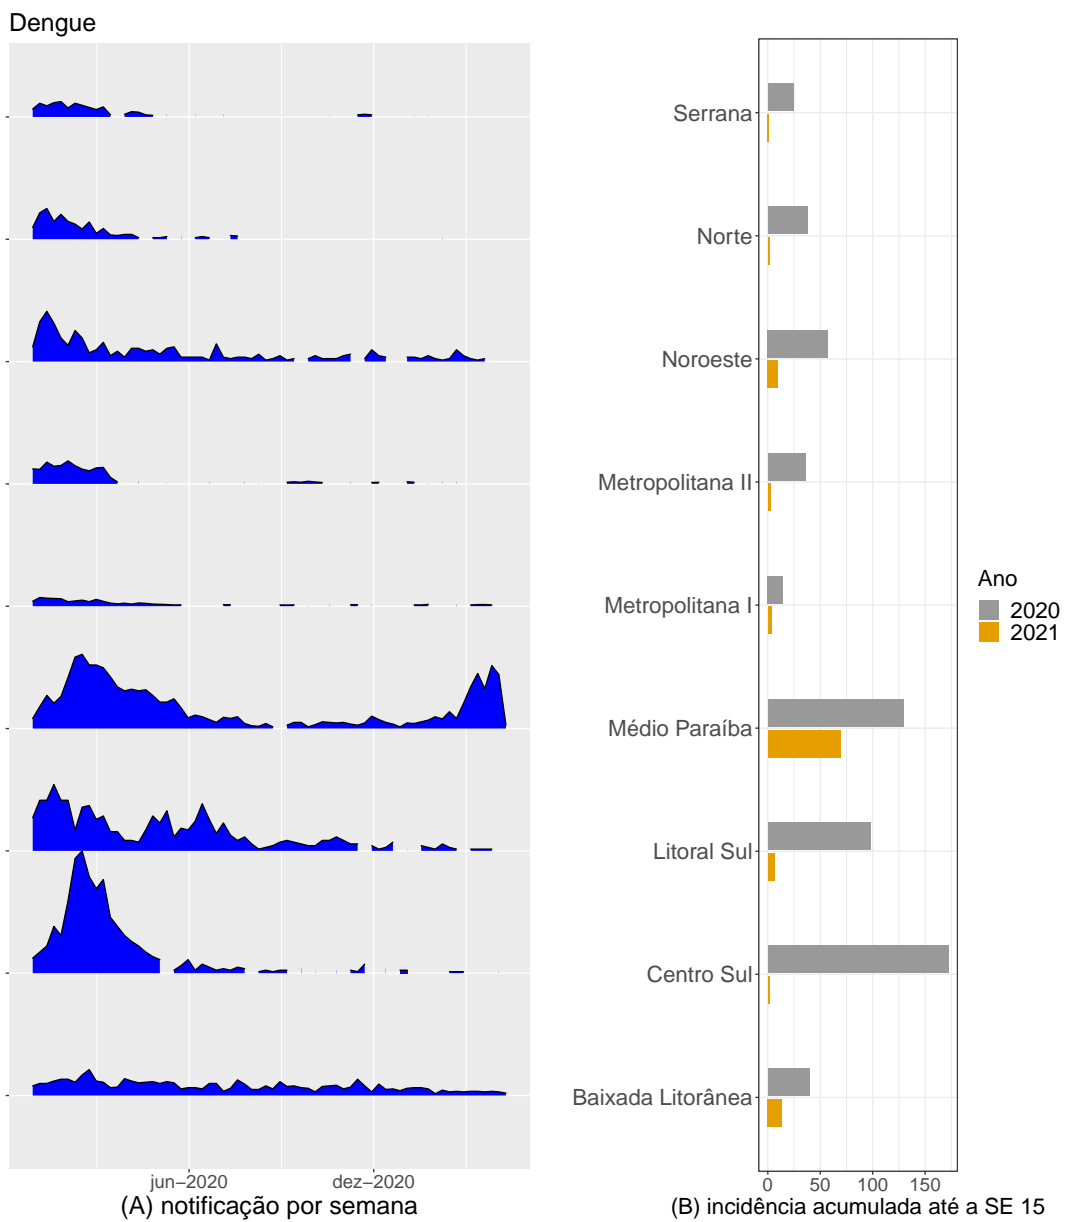 Dengue
Serrana
Norte
Noroeste
Metropolitana II
Metropolitana I
Médio Paraíba
Litoral Sul
Centro Sul
Baixada Litorânea
Ano
2020
2021
jun−2020 dez−2020
(A) notificação por semana
0 50 100 150
(B) incidência acumulada até a SE 15